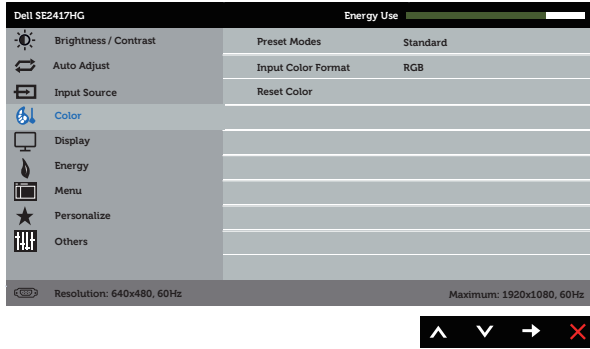 Dell SE2417HG Energy Use
Brightness / Contrast Preset Modes Standard
Auto Adjust Input Color Format RGB
Input Source Reset Color
Color
Display
Energy
Menu
Personalize
Others
Resolution: 640x480, 60Hz Maximum: 1920x1080, 60Hz